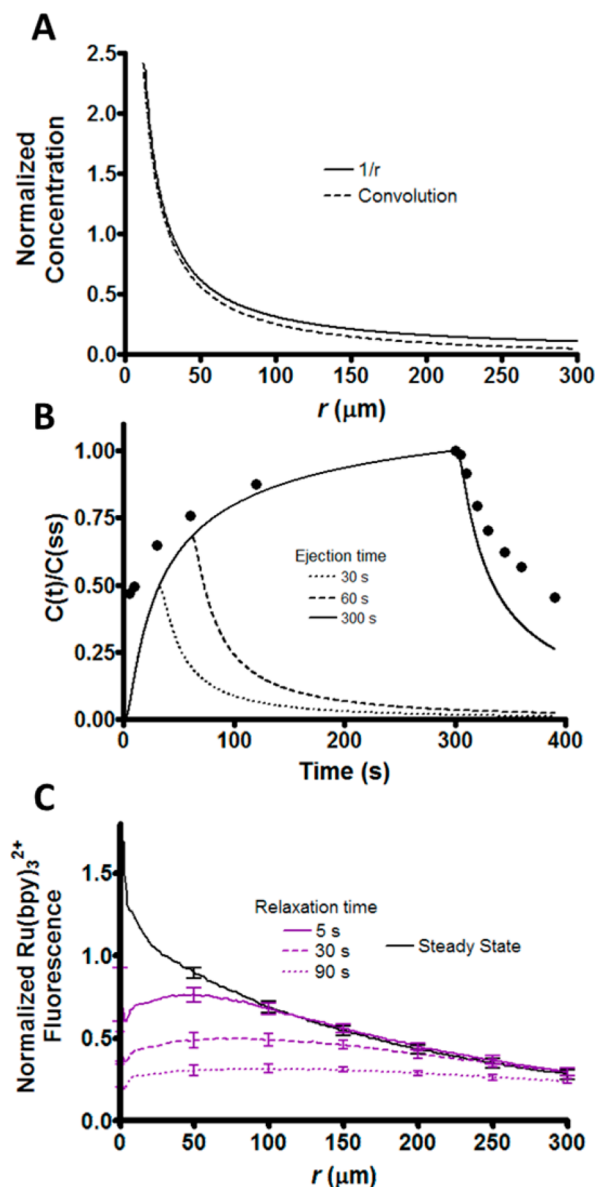 A
Normalized
Concentration
2.5
2.0
1.5
1.0
0.5
0.0
1/r
Convolution
0 50 100 150 200 250 300
r (μm)
B
C(t)/C(ss)
1.00
0.75
0.50
0.25
0.00
Ejection time
30 s
60 s
300 s
0 100 200 300 400
Time (s)
C
Normalized Ru(bpy)₃²⁺
Fluorescence
1.5
1.0
0.5
0.0
Relaxation time
5 s
30 s
90 s
Steady State
0 50 100 150 200 250 300
r (μm)